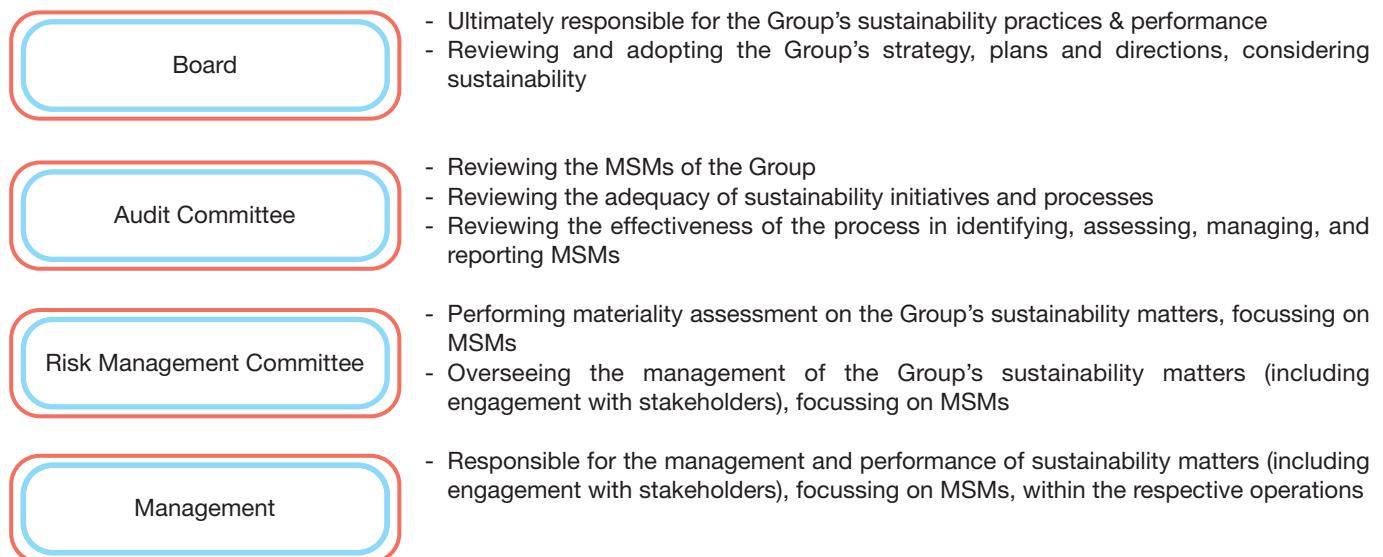 Board
- Ultimately responsible for the Group’s sustainability practices & performance
- Reviewing and adopting the Group’s strategy, plans and directions, considering
sustainability
Audit Committee
- Reviewing the MSMs of the Group
- Reviewing the adequacy of sustainability initiatives and processes
- Reviewing the effectiveness of the process in identifying, assessing, managing, and
reporting MSMs
Risk Management Committee
- Performing materiality assessment on the Group’s sustainability matters, focussing on
MSMs
- Overseeing the management of the Group’s sustainability matters (including
engagement with stakeholders), focussing on MSMs
Management
- Responsible for the management and performance of sustainability matters (including
engagement with stakeholders), focussing on MSMs, within the respective operations